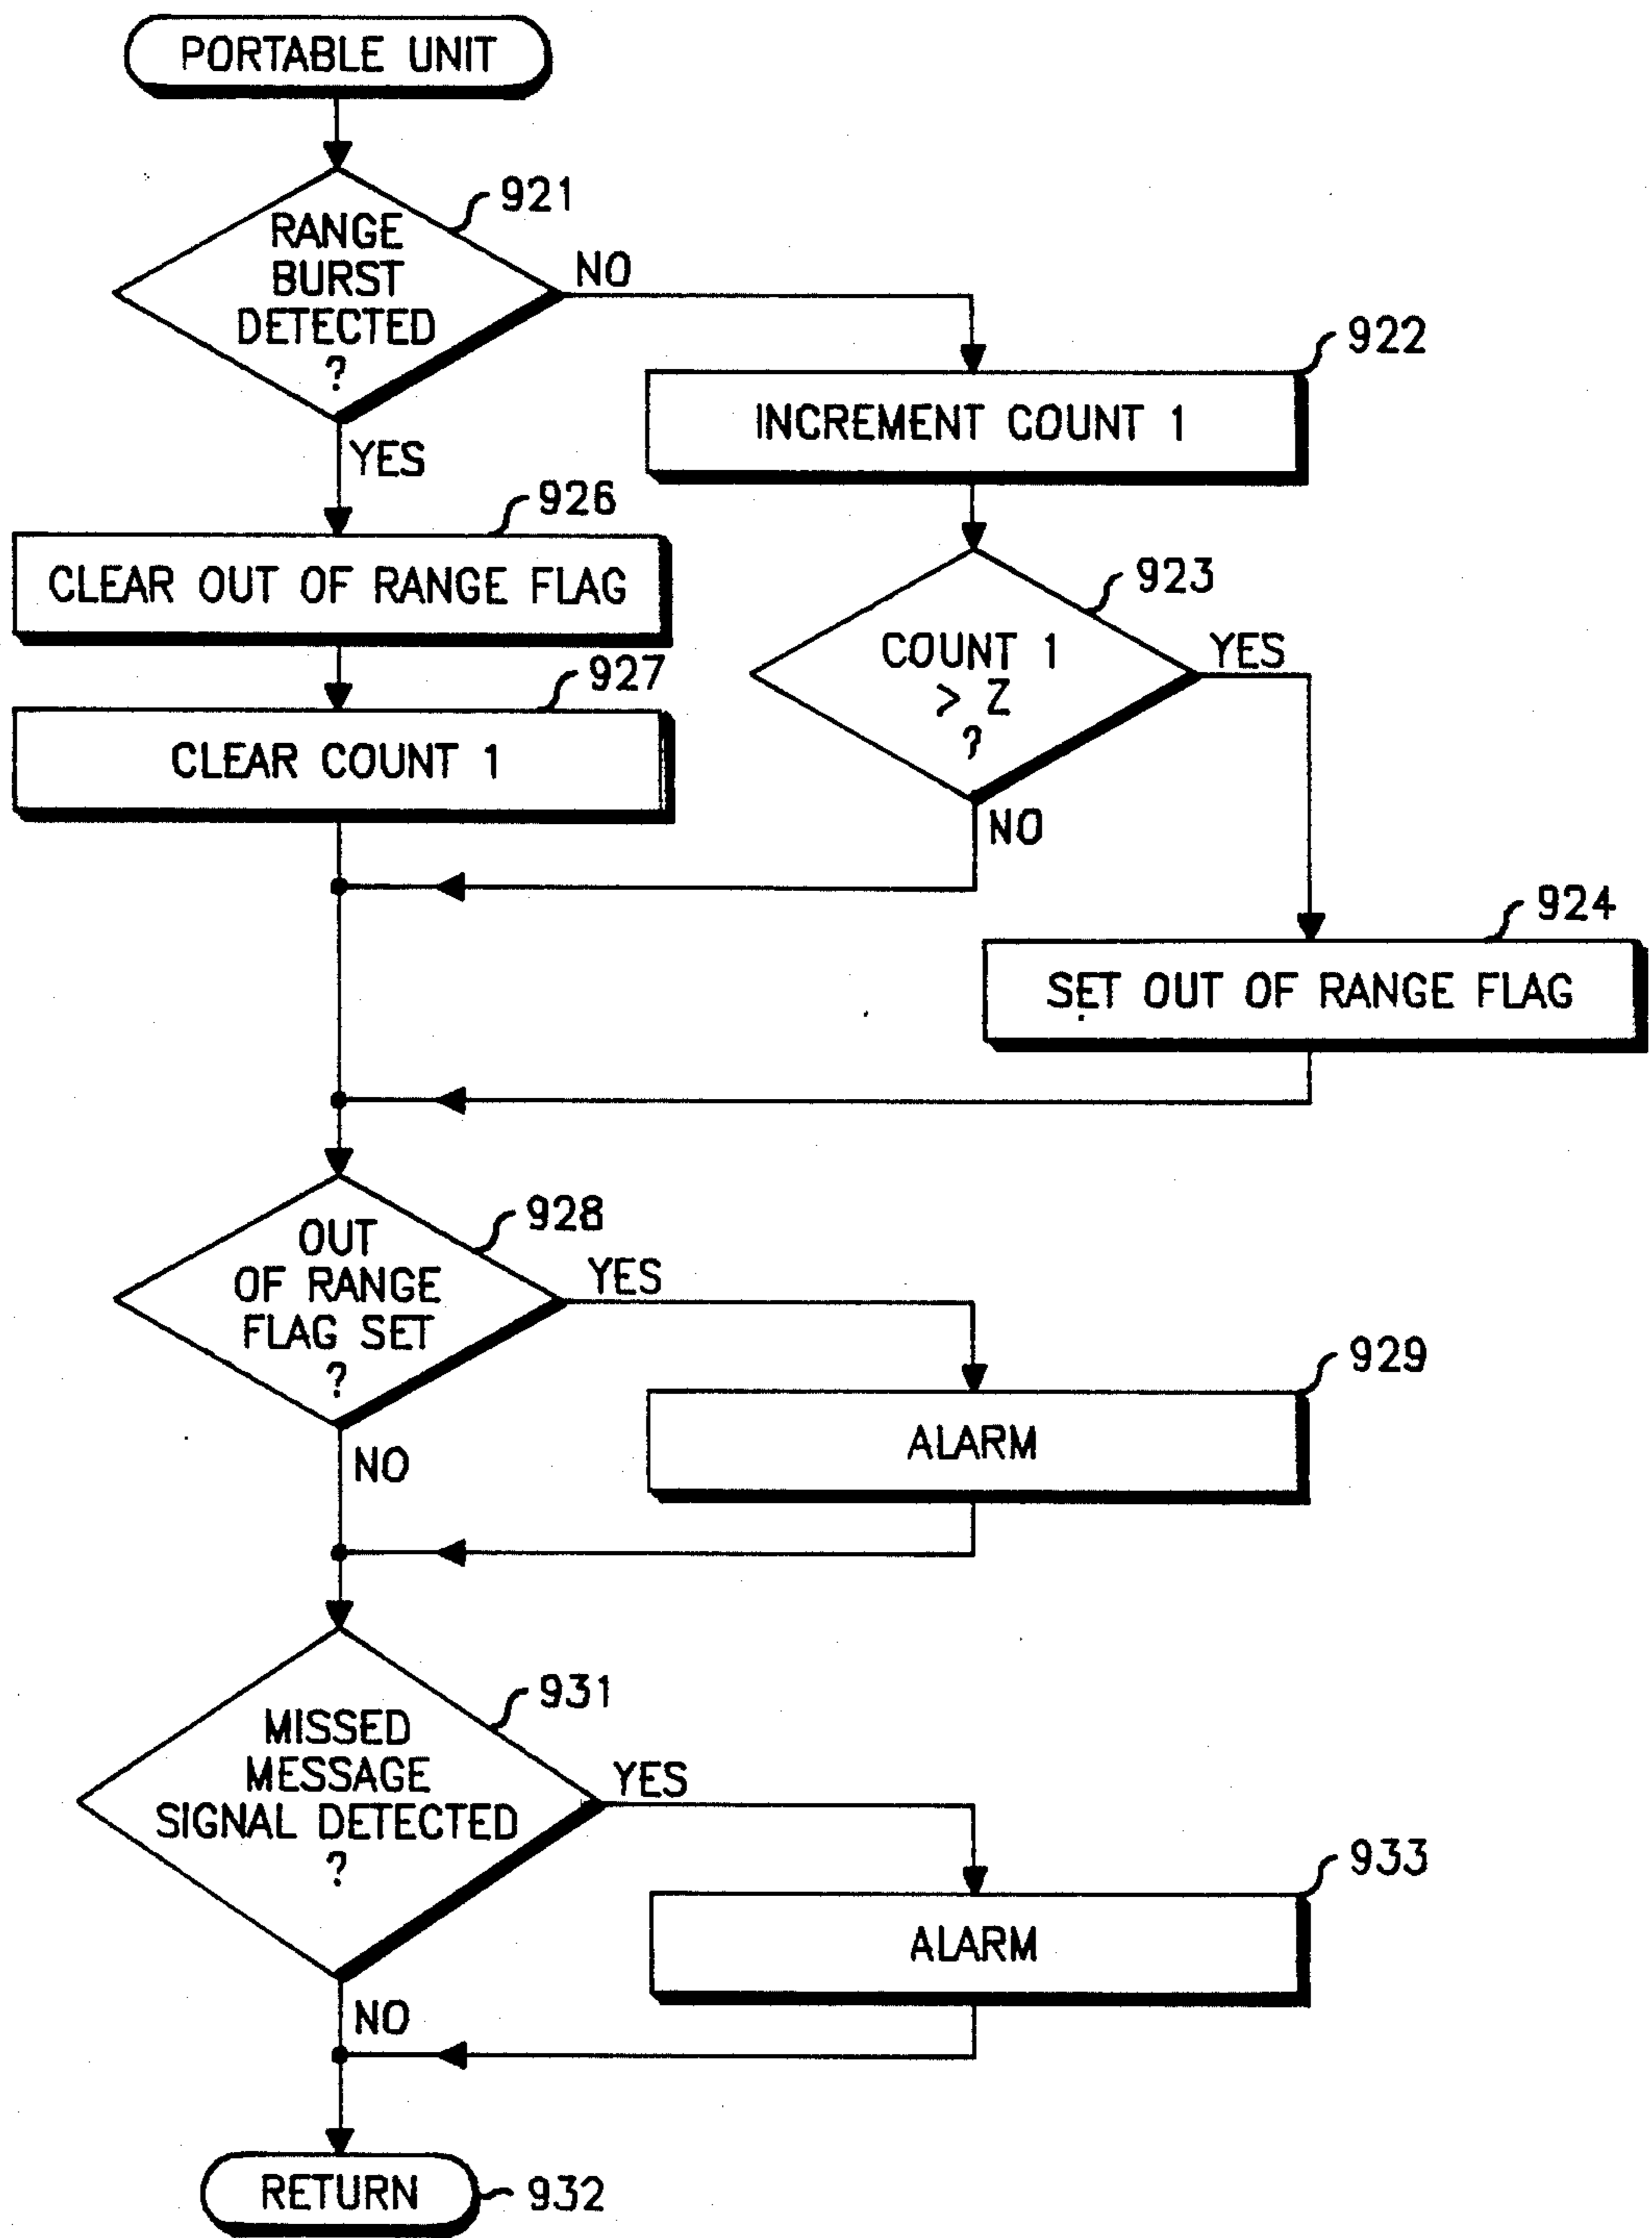 PORTABLE UNIT
921
RANGE
BURST
DETECTED
?
NO
YES
922
INCREMENT COUNT 1
926
CLEAR OUT OF RANGE FLAG
923
COUNT 1
> Z
?
YES
NO
927
CLEAR COUNT 1
924
SET OUT OF RANGE FLAG
928
OUT
OF RANGE
FLAG SET
?
YES
NO
929
ALARM
931
MISSED
MESSAGE
SIGNAL DETECTED
?
YES
NO
933
ALARM
RETURN
932